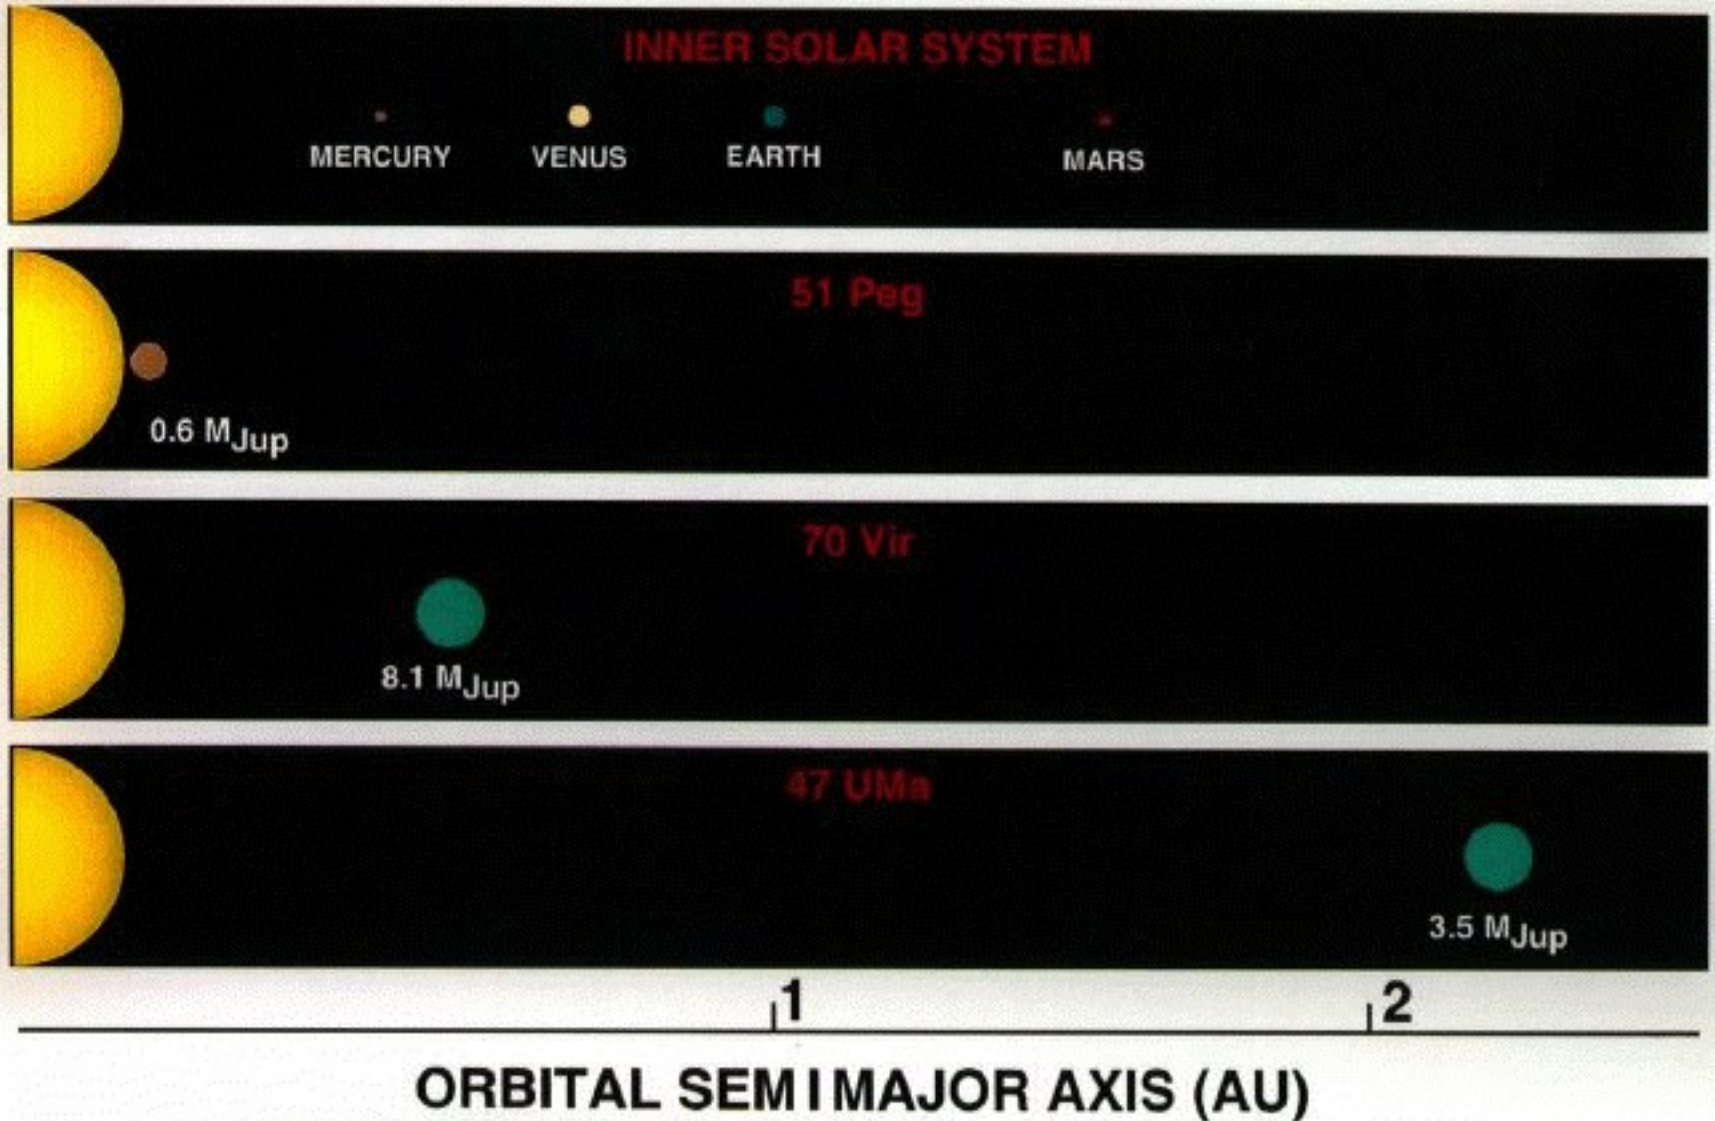 INNER SOLAR SYSTEM
MERCURY VENUS EARTH MARS
51 Peg
0.6 MJup
70 Vir
8.1 MJup
47 UMa
3.5 MJup
1 2
ORBITAL SEMIMAJOR AXIS (AU)